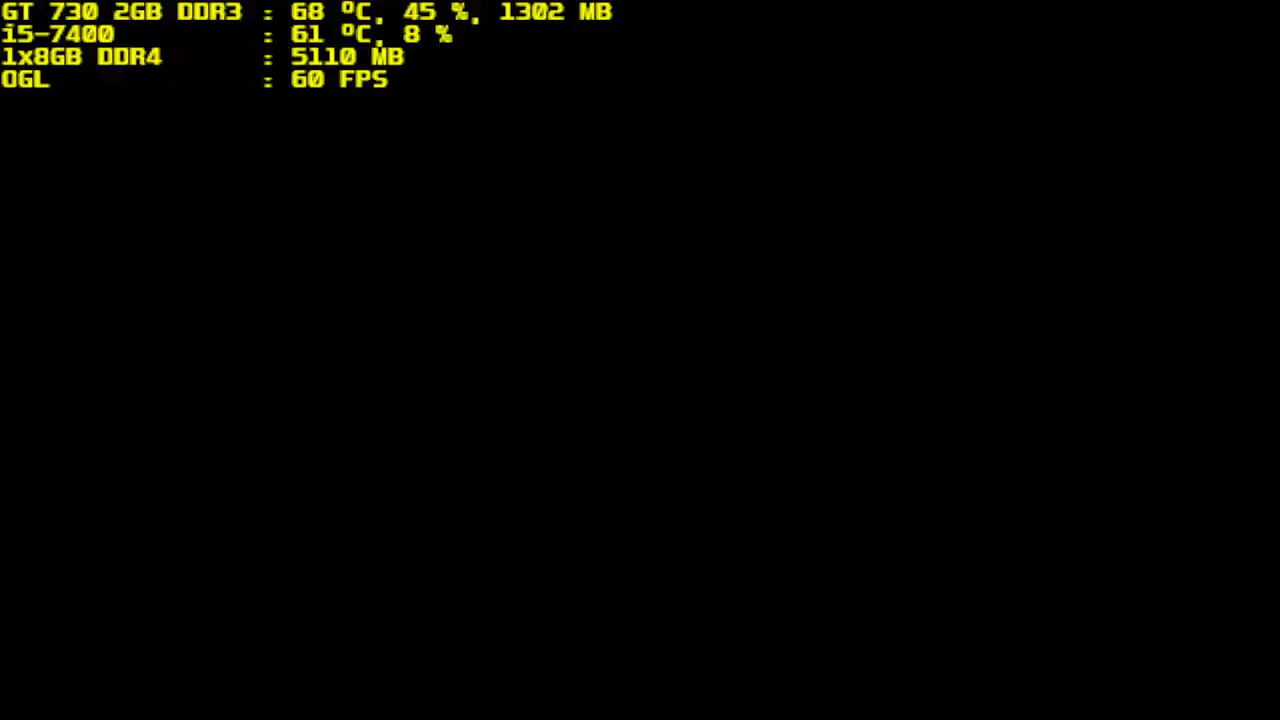 GT 730 2GB DDR3 : 68 ºC, 45 %, 1302 MB
i5-7400 : 61 ºC, 8 %
1x8GB DDR4 : 5110 MB
OGL : 60 FPS